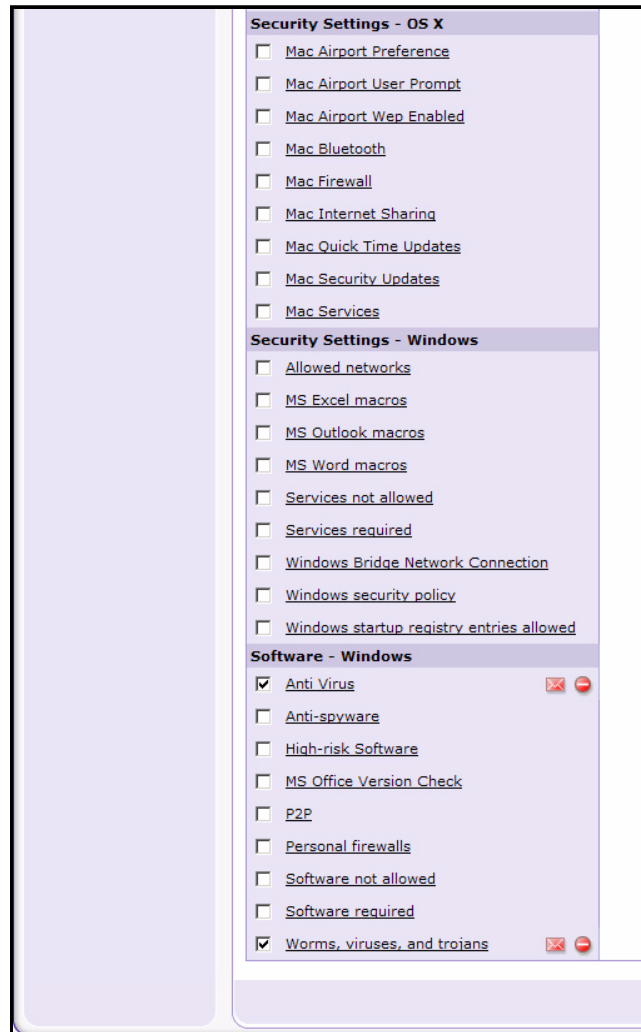 Security Settings - OS X
Mac Airport Preference
Mac Airport User Prompt
Mac Airport Wep Enabled
Mac Bluetooth
Mac Firewall
Mac Internet Sharing
Mac Quick Time Updates
Mac Security Updates
Mac Services
Security Settings - Windows
Allowed networks
MS Excel macros
MS Outlook macros
MS Word macros
Services not allowed
Services required
Windows Bridge Network Connection
Windows security policy
Windows startup registry entries allowed
Software - Windows
Anti Virus
Anti-spyware
High-risk Software
MS Office Version Check
P2P
Personal firewalls
Software not allowed
Software required
Worms, viruses, and trojans